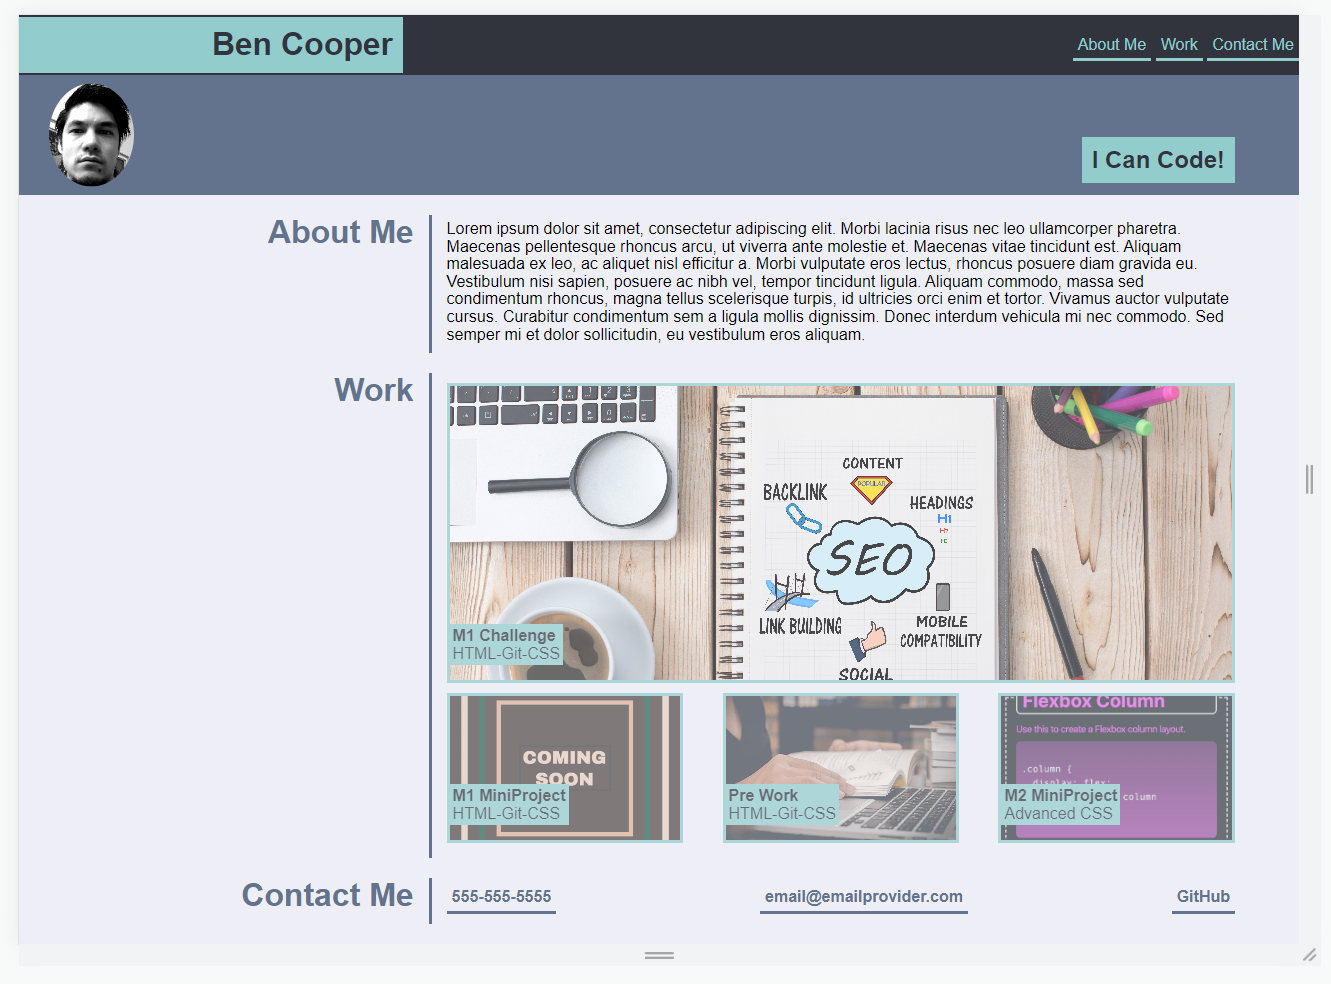 Ben Cooper
About Me Work Contact Me
I Can Code!
About Me
Lorem ipsum dolor sit amet, consectetur adipiscing elit. Morbi lacinia risus nec leo ullamcorper pharetra.
Maecenas pellentesque rhoncus arcu, ut viverra ante molestie et. Maecenas vitae tincidunt est. Aliquam
malesuada ex leo, ac aliquet nisl efficitur a. Morbi vulputate eros lectus, rhoncus posuere diam gravida eu.
Vestibulum nisi sapien, posuere ac nibh vel, tempor tincidunt ligula. Aliquam commodo, massa sed
condimentum rhoncus, magna tellus scelerisque turpis, id ultricies orci enim et tortor. Vivamus auctor vulputate
cursus. Curabitur condimentum sem a ligula mollis dignissim. Donec interdum vehicula mi nec commodo. Sed
semper mi et dolor sollicitudin, eu vestibulum eros aliquam.
Work
CONTENT
POPULAR
BACKLINK
HEADINGS
H1
SEO
LINK BUILDING
MOBILE
COMPATIBILITY
SOCIAL
M1 Challenge
HTML-Git-CSS
COMING
SOON
M1 MiniProject
HTML-Git-CSS
Pre Work
HTML-Git-CSS
Flexbox Column
Use this to create a Flexbox column layout.
.column {
display: flex;
column
M2 MiniProject
Advanced CSS
Contact Me
555-555-5555
email@emailprovider.com
GitHub